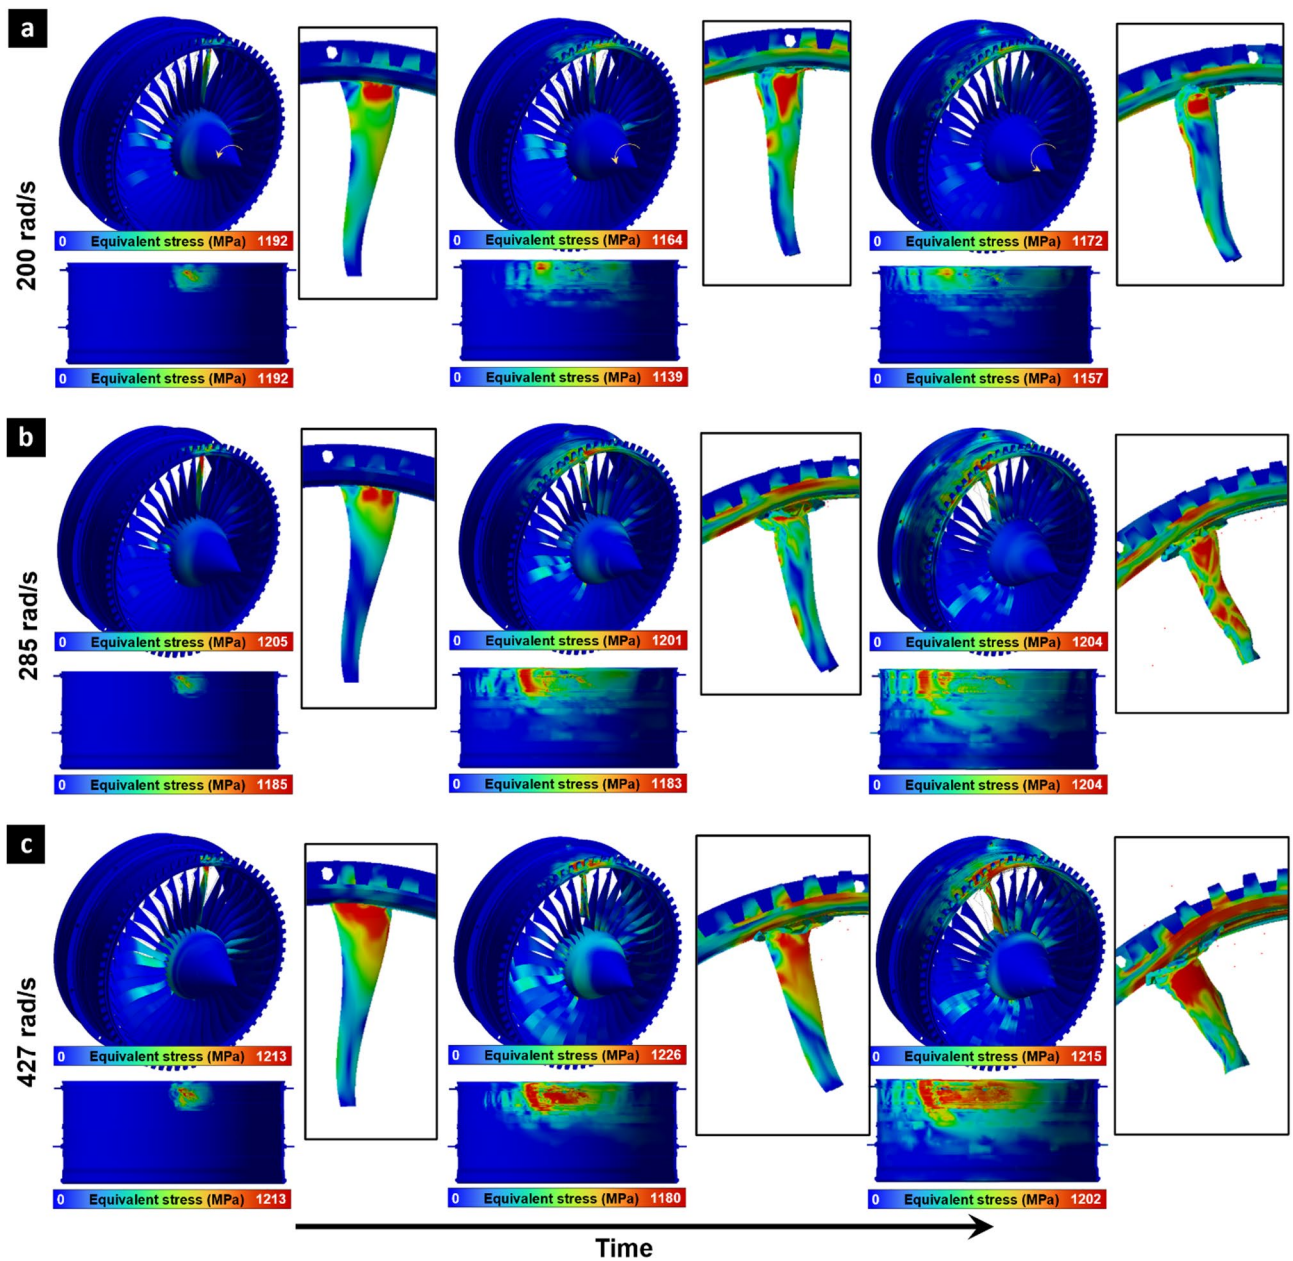 a
200 rad/s
0 Equivalent stress (MPa) 1192
0 Equivalent stress (MPa) 1164
0 Equivalent stress (MPa) 1172
0 Equivalent stress (MPa) 1192
0 Equivalent stress (MPa) 1139
0 Equivalent stress (MPa) 1157
b
285 rad/s
0 Equivalent stress (MPa) 1205
0 Equivalent stress (MPa) 1201
0 Equivalent stress (MPa) 1204
0 Equivalent stress (MPa) 1185
0 Equivalent stress (MPa) 1183
0 Equivalent stress (MPa) 1204
c
427 rad/s
0 Equivalent stress (MPa) 1213
0 Equivalent stress (MPa) 1226
0 Equivalent stress (MPa) 1215
0 Equivalent stress (MPa) 1213
0 Equivalent stress (MPa) 1180
0 Equivalent stress (MPa) 1202
Time